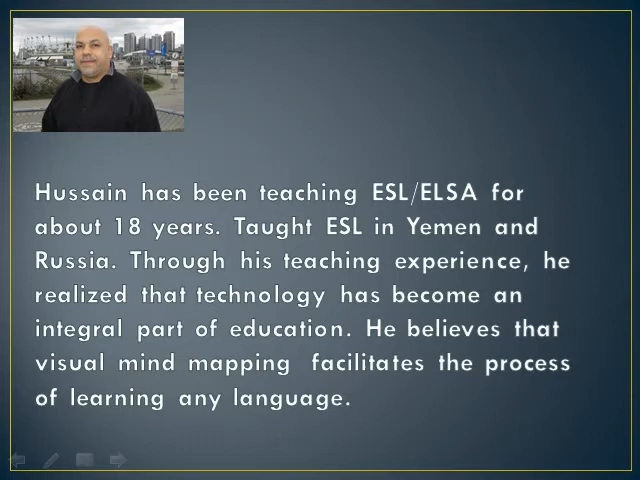 Hussain has been teaching ESL/ELSA for
about 18 years. Taught ESL in Yemen and
Russia. Through his teaching experience, he
realized that technology has become an
integral part of education. He believes that
visual mind mapping facilitates the process
of learning any language.